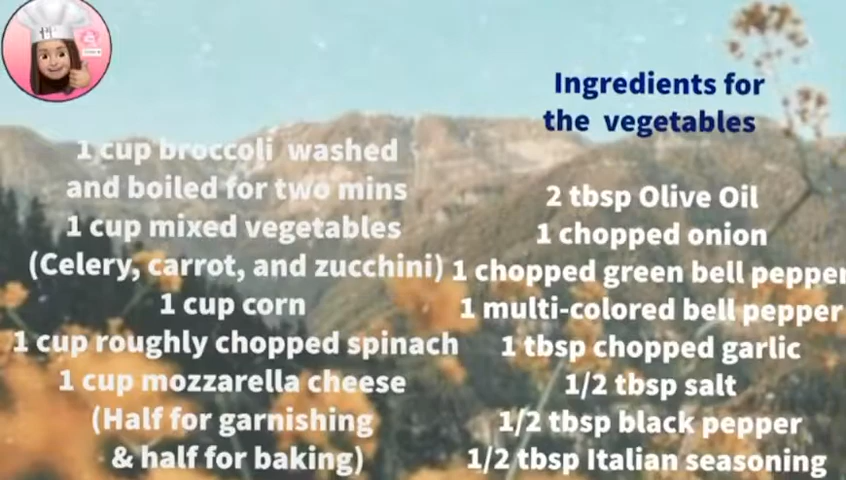 Ingredients for
the vegetables
2 tbsp Olive Oil
1 chopped onion
1 chopped green bell pepper
1 multi-colored bell pepper
1 tbsp chopped garlic
1/2 tbsp salt
1/2 tbsp black pepper
1/2 tbsp Italian seasoning
1 cup broccoli washed
and boiled for two mins
1 cup mixed vegetables
(Celery, carrot, and zucchini)
1 cup corn
1 cup roughly chopped spinach
1 cup mozzarella cheese
(Half for garnishing
& half for baking)